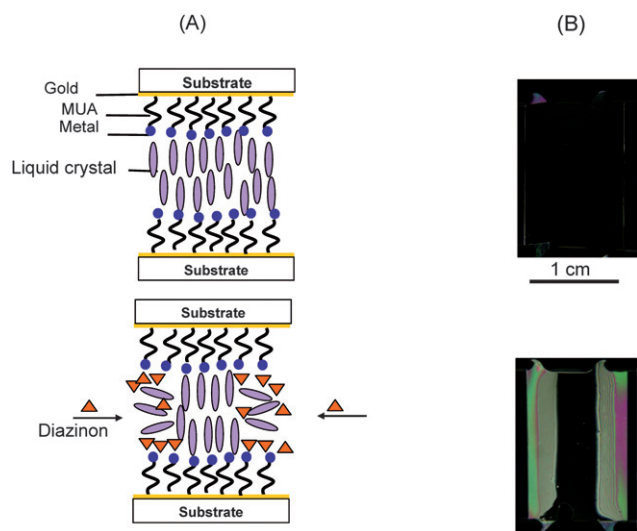 (A)
(B)
Substrate
Gold
MUA
Metal
Liquid crystal
Substrate
1 cm
Substrate
Diazinon
Substrate